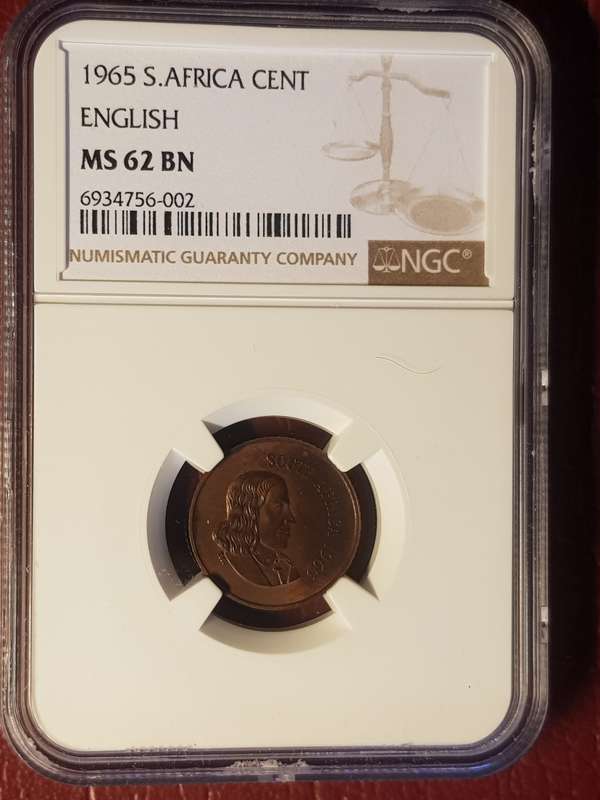 1965 S.AFRICA CENT
ENGLISH
MS 62 BN
6934756-002
NUMISMATIC GUARANTY COMPANY
NGC®
SOUTH AFRICA 1965